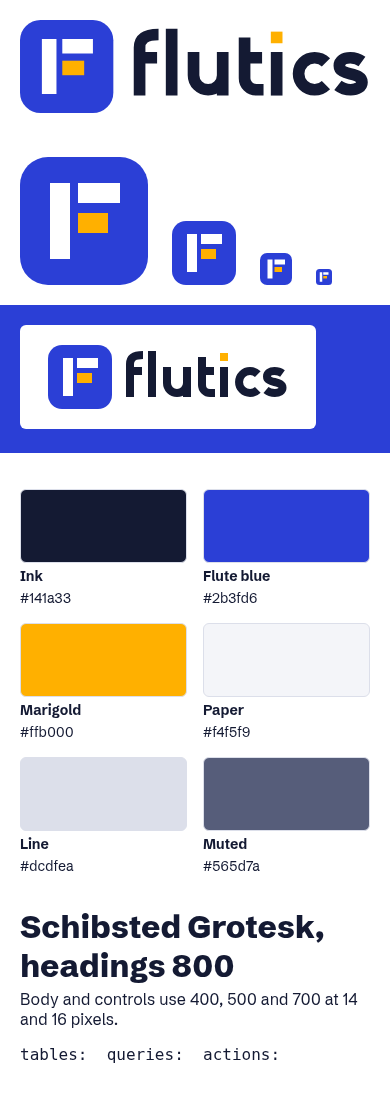 flutics
flutics
Ink
#141a33
Flute blue
#2b3fd6
Marigold
#ffb000
Paper
#f4f5f9
Line
#dcdfea
Muted
#565d7a
Schibsted Grotesk,
headings 800
Body and controls use 400, 500 and 700 at 14
and 16 pixels.
tables:  queries:  actions: